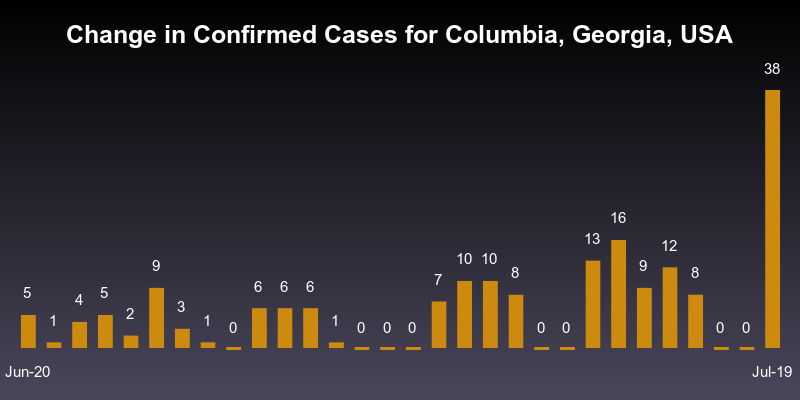 Change in Confirmed Cases for Columbia, Georgia, USA
5 1 4 5 2 9 3 1 0 6 6 6 1 0 0 0 7 10 10 8 0 0 13 16 9 12 8 0 0 38
Jun-20 Jul-19